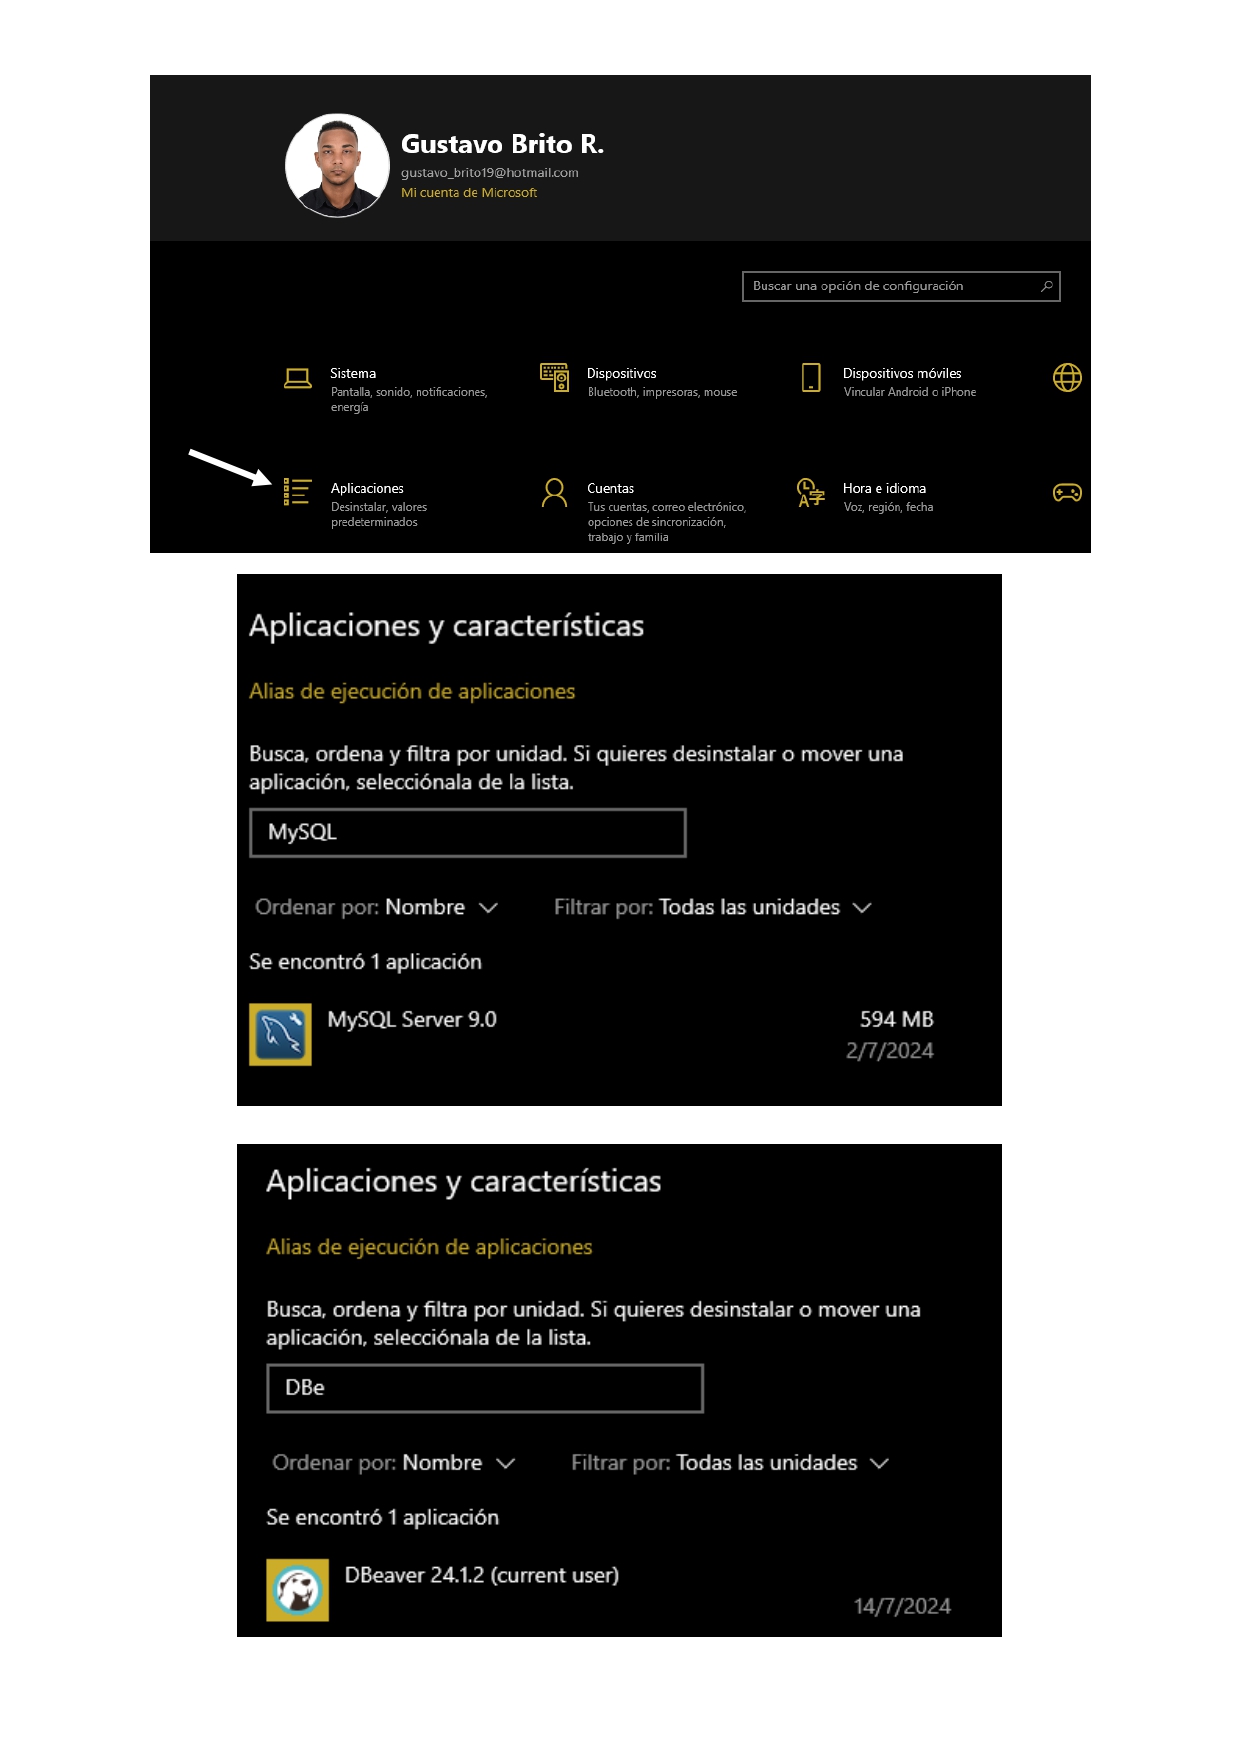 Gustavo Brito R.
gustavo_brito19@hotmail.com
Mi cuenta de Microsoft
Buscar una opción de configuración
Sistema
Pantalla, sonido, notificaciones,
energía
Dispositivos
Bluetooth, impresoras, mouse
Dispositivos móviles
Vincular Android o iPhone
Aplicaciones
Desinstalar, valores
predeterminados
Cuentas
Tus cuentas, correo electrónico,
opciones de sincronización,
trabajo y familia
Hora e idioma
Voz, región, fecha
Aplicaciones y características
Alias de ejecución de aplicaciones
Busca, ordena y filtra por unidad. Si quieres desinstalar o mover una
aplicación, selecciónala de la lista.
MySQL
Ordenar por: Nombre Filtrar por: Todas las unidades
Se encontró 1 aplicación
MySQL Server 9.0 594 MB
2/7/2024
Aplicaciones y características
Alias de ejecución de aplicaciones
Busca, ordena y filtra por unidad. Si quieres desinstalar o mover una
aplicación, selecciónala de la lista.
DBe
Ordenar por: Nombre Filtrar por: Todas las unidades
Se encontró 1 aplicación
DBeaver 24.1.2 (current user)
14/7/2024